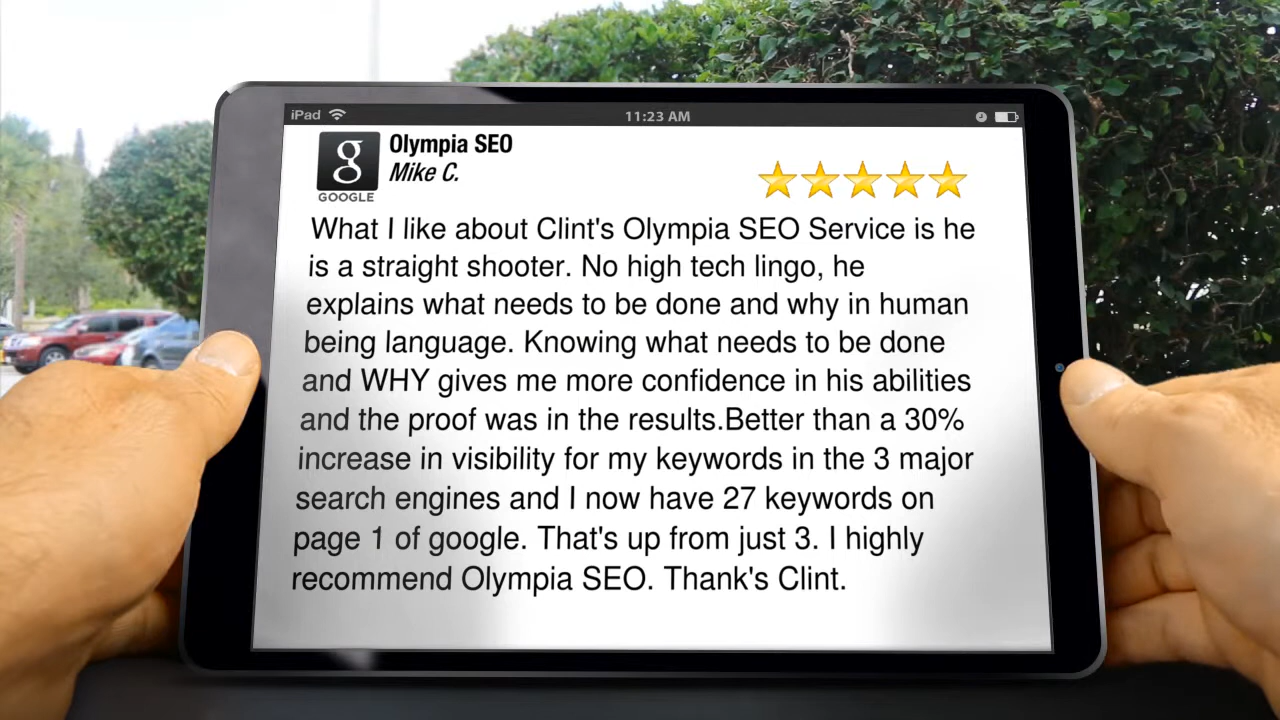 iPad 11:23 AM
g
GOOGLE
Olympia SEO
Mike C.
What I like about Clint's Olympia SEO Service is he
is a straight shooter. No high tech lingo, he
explains what needs to be done and why in human
being language. Knowing what needs to be done
and WHY gives me more confidence in his abilities
and the proof was in the results.Better than a 30%
increase in visibility for my keywords in the 3 major
search engines and I now have 27 keywords on
page 1 of google. That's up from just 3. I highly
recommend Olympia SEO. Thank's Clint.